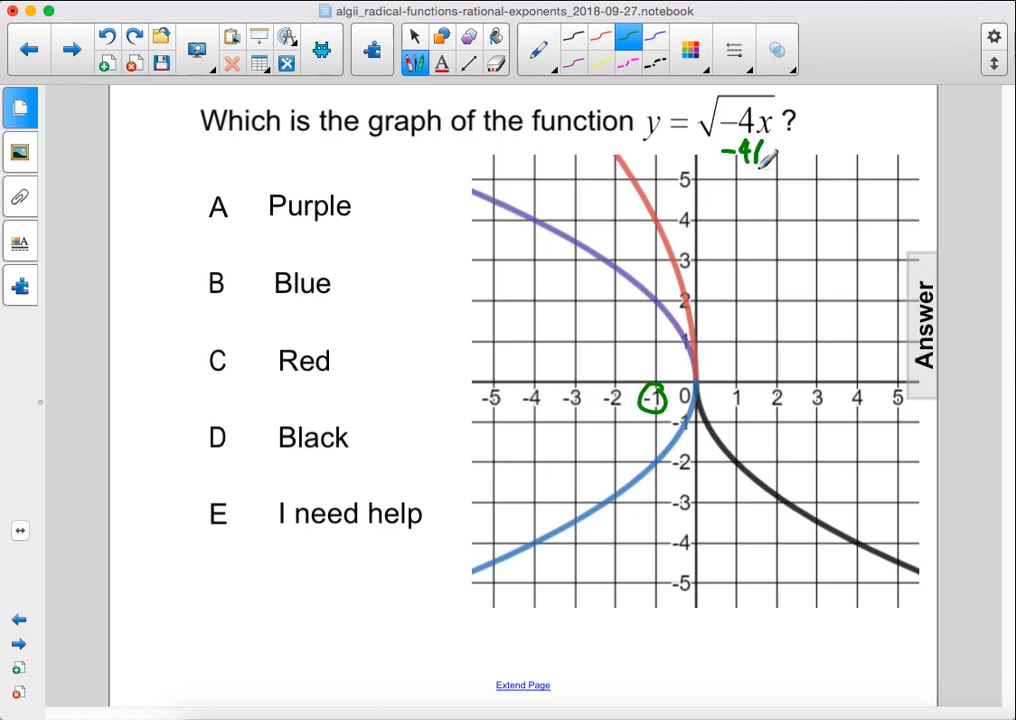 algii_radical-functions-rational-exponents_2018-09-27.notebook
A
A
Which is the graph of the function y = √−4x ?
-4(
A Purple
B Blue
C Red
D Black
E I need help
5
4
3
2
1
-5 -4 -3 -2 -1 0 1 2 3 4 5
-1
-2
-3
-4
-5
Answer
Extend Page